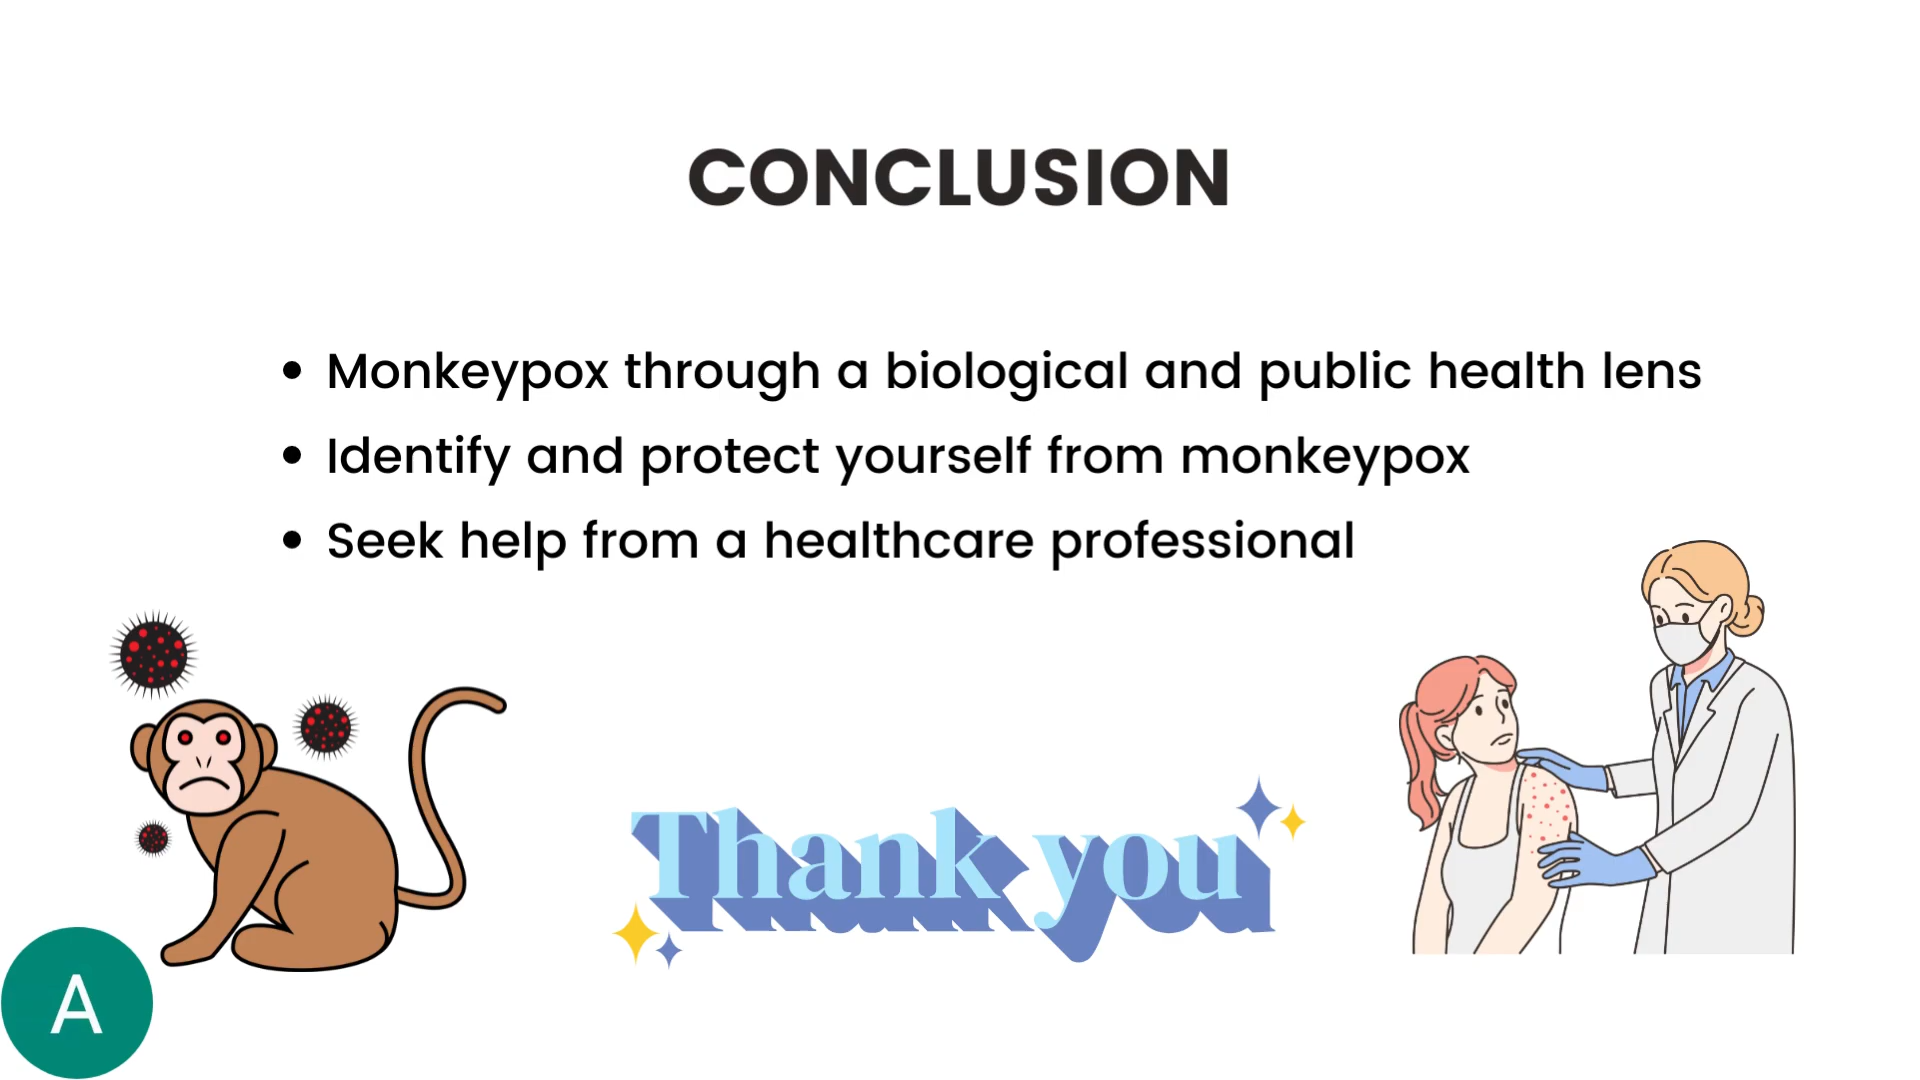 CONCLUSION
• Monkeypox through a biological and public health lens
• Identify and protect yourself from monkeypox
• Seek help from a healthcare professional
Thank you
A